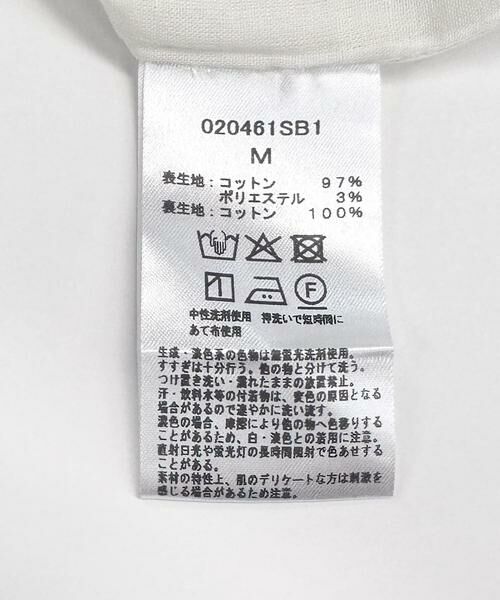 020461SB1
M
表生地：コットン 97%
ポリエステル 3%
裏生地：コットン 100%
F
中性洗剤使用 押洗いで短時間に
あて布使用
生成・淡色系の色物は無蛍光洗剤使用。
すすぎは十分行う。他の物と分けて洗う。
つけ置き洗い・濡れたままの放置禁止。
汗・飲料水等の付着物は、変色の原因となる
場合があるので速やかに洗い流す。
濃色の場合、摩擦により他の物へ色移りする
ことがあるため、白・淡色との着用に注意。
直射日光や蛍光灯の長時間照射で色あせする
ことがある。
素材の特性上、肌のデリケートな方は刺激を
感じる場合があるため注意。